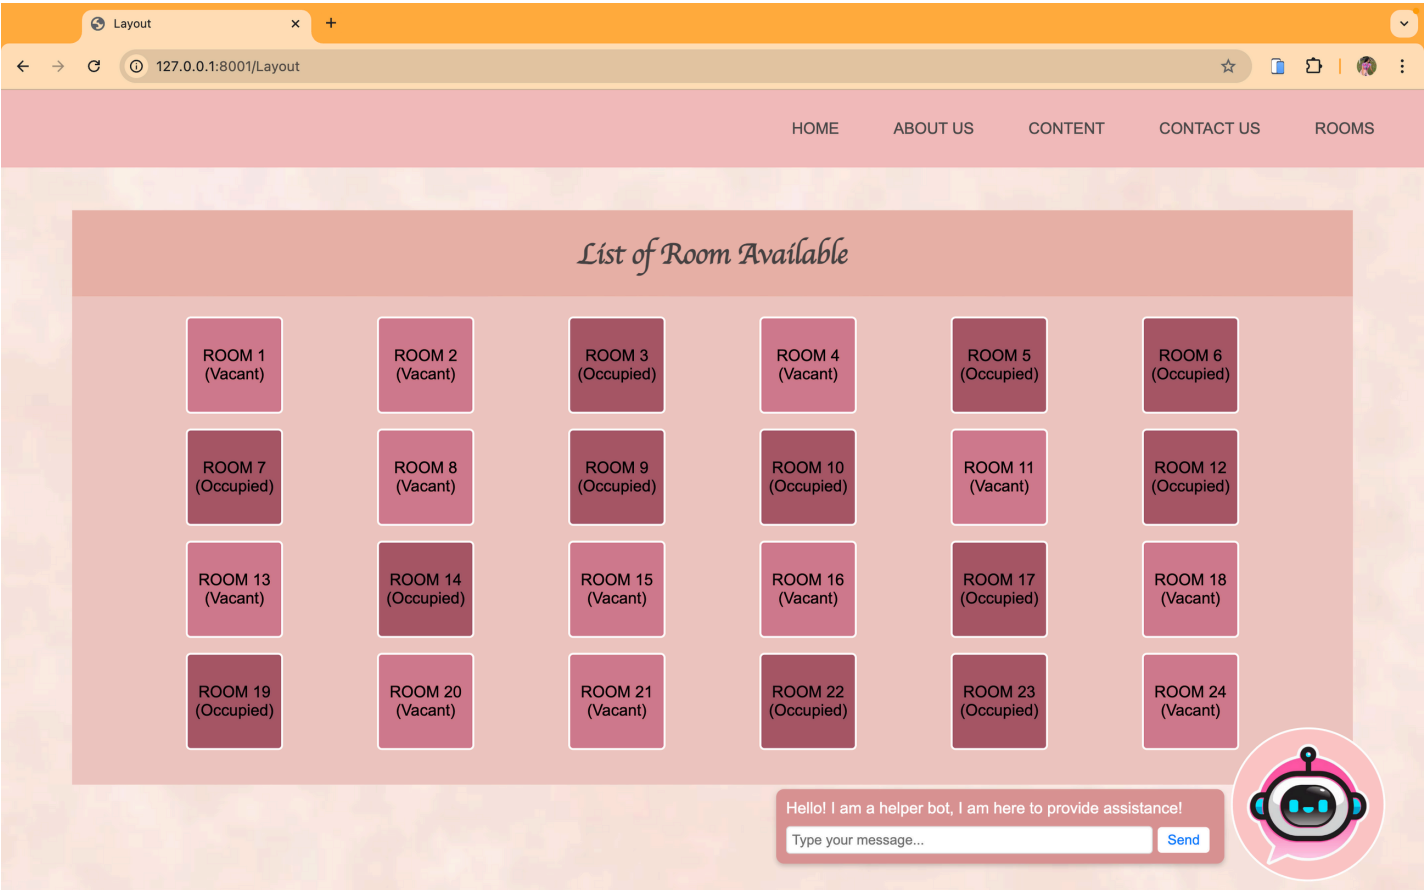 Layout
127.0.0.1:8001/Layout
HOME ABOUT US CONTENT CONTACT US ROOMS
List of Room Available
ROOM 1
(Vacant)
ROOM 2
(Vacant)
ROOM 3
(Occupied)
ROOM 4
(Vacant)
ROOM 5
(Occupied)
ROOM 6
(Occupied)
ROOM 7
(Occupied)
ROOM 8
(Vacant)
ROOM 9
(Occupied)
ROOM 10
(Occupied)
ROOM 11
(Vacant)
ROOM 12
(Occupied)
ROOM 13
(Vacant)
ROOM 14
(Occupied)
ROOM 15
(Vacant)
ROOM 16
(Vacant)
ROOM 17
(Occupied)
ROOM 18
(Vacant)
ROOM 19
(Occupied)
ROOM 20
(Vacant)
ROOM 21
(Vacant)
ROOM 22
(Occupied)
ROOM 23
(Occupied)
ROOM 24
(Vacant)
Hello! I am a helper bot, I am here to provide assistance!
Type your message... Send